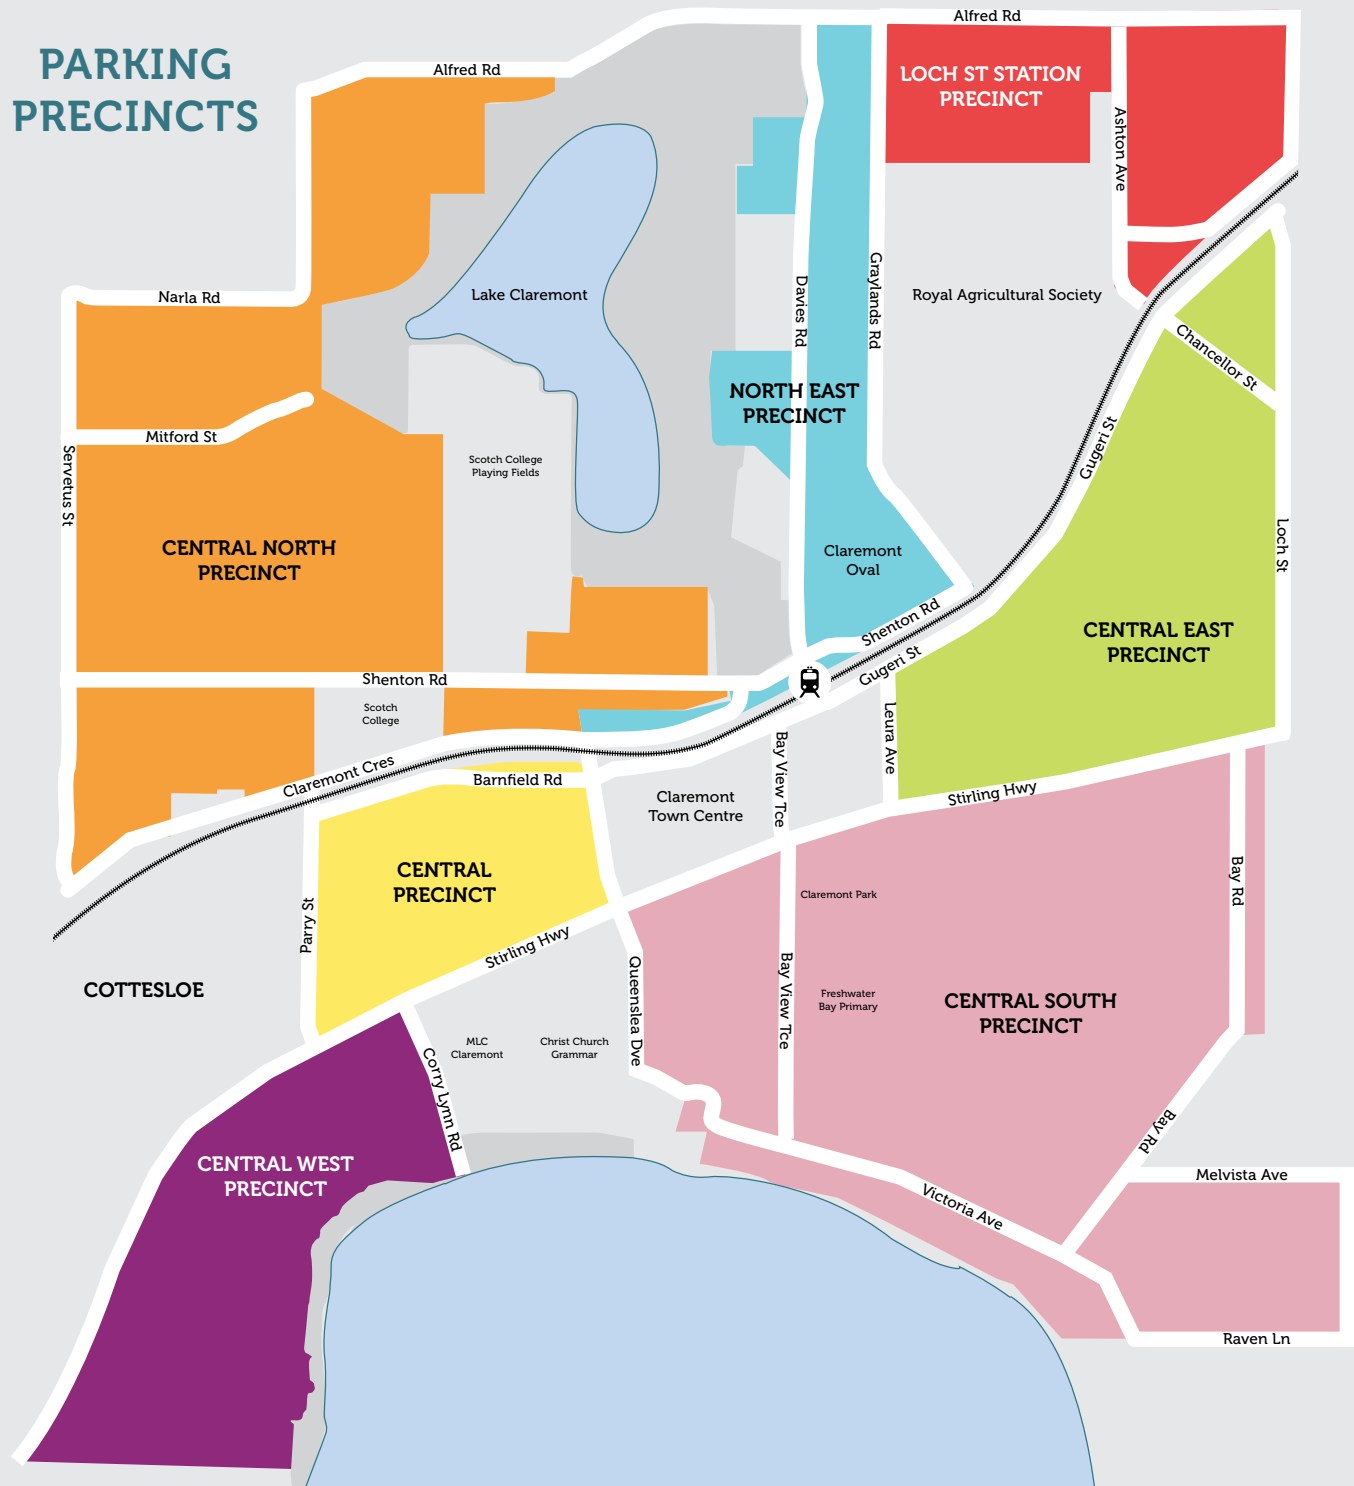 PARKING
PRECINCTS
Alfred Rd
Alfred Rd
LOCH ST STATION
PRECINCT
Ashton Ave
Lake Claremont
Narla Rd
Davies Rd
Graylands Rd
Royal Agricultural Society
Chancellor St
NORTH EAST
PRECINCT
Mitford St
Servetus St
Scotch College
Playing Fields
Gugeri St
Loch St
CENTRAL NORTH
PRECINCT
Claremont
Oval
Shenton Rd
CENTRAL EAST
PRECINCT
Gugeri St
Shenton Rd
Scotch
College
Leura Ave
Bay View Tce
Claremont Cres
Barnfield Rd
Claremont
Town Centre
Stirling Hwy
CENTRAL
PRECINCT
Claremont Park
Bay Rd
Parry St
Stirling Hwy
COTTESLOE
Queenslea Dve
Bay View Tce
Freshwater
Bay Primary
CENTRAL SOUTH
PRECINCT
MLC
Claremont
Christ Church
Grammar
Corry Lynn Rd
Bay Rd
CENTRAL WEST
PRECINCT
Melvista Ave
Victoria Ave
Raven Ln